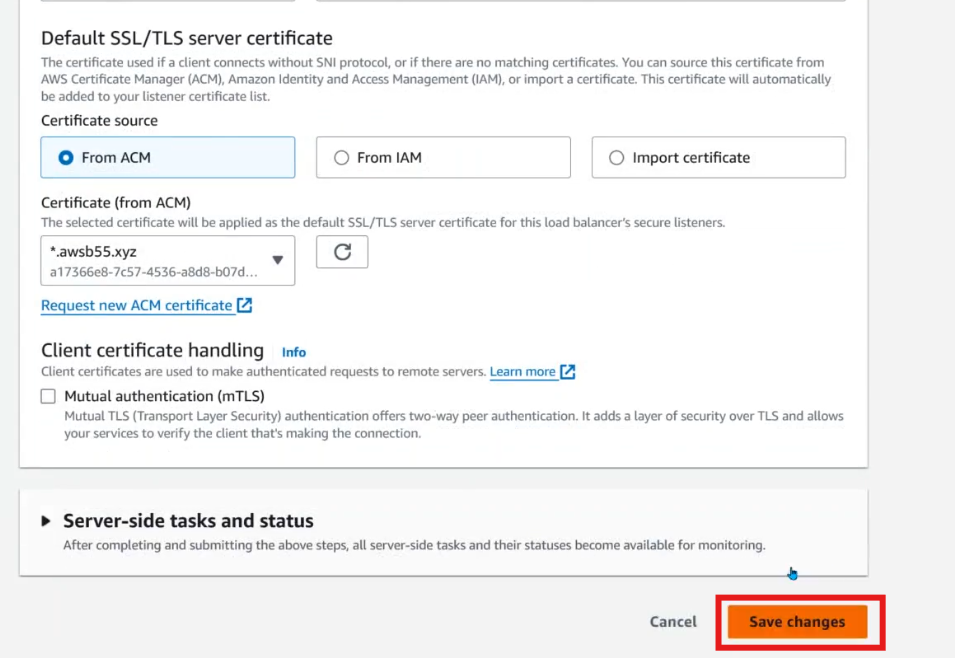 Default SSL/TLS server certificate
The certificate used if a client connects without SNI protocol, or if there are no matching certificates. You can source this certificate from
AWS Certificate Manager (ACM), Amazon Identity and Access Management (IAM), or import a certificate. This certificate will automatically
be added to your listener certificate list.
Certificate source
From ACM
From IAM
Import certificate
Certificate (from ACM)
The selected certificate will be applied as the default SSL/TLS server certificate for this load balancer's secure listeners.
*.awsb55.xyz
a17366e8-7c57-4536-a8d8-b07d...
Request new ACM certificate
Client certificate handling Info
Client certificates are used to make authenticated requests to remote servers. Learn more
Mutual authentication (mTLS)
Mutual TLS (Transport Layer Security) authentication offers two-way peer authentication. It adds a layer of security over TLS and allows
your services to verify the client that's making the connection.
Server-side tasks and status
After completing and submitting the above steps, all server-side tasks and their statuses become available for monitoring.
Cancel
Save changes